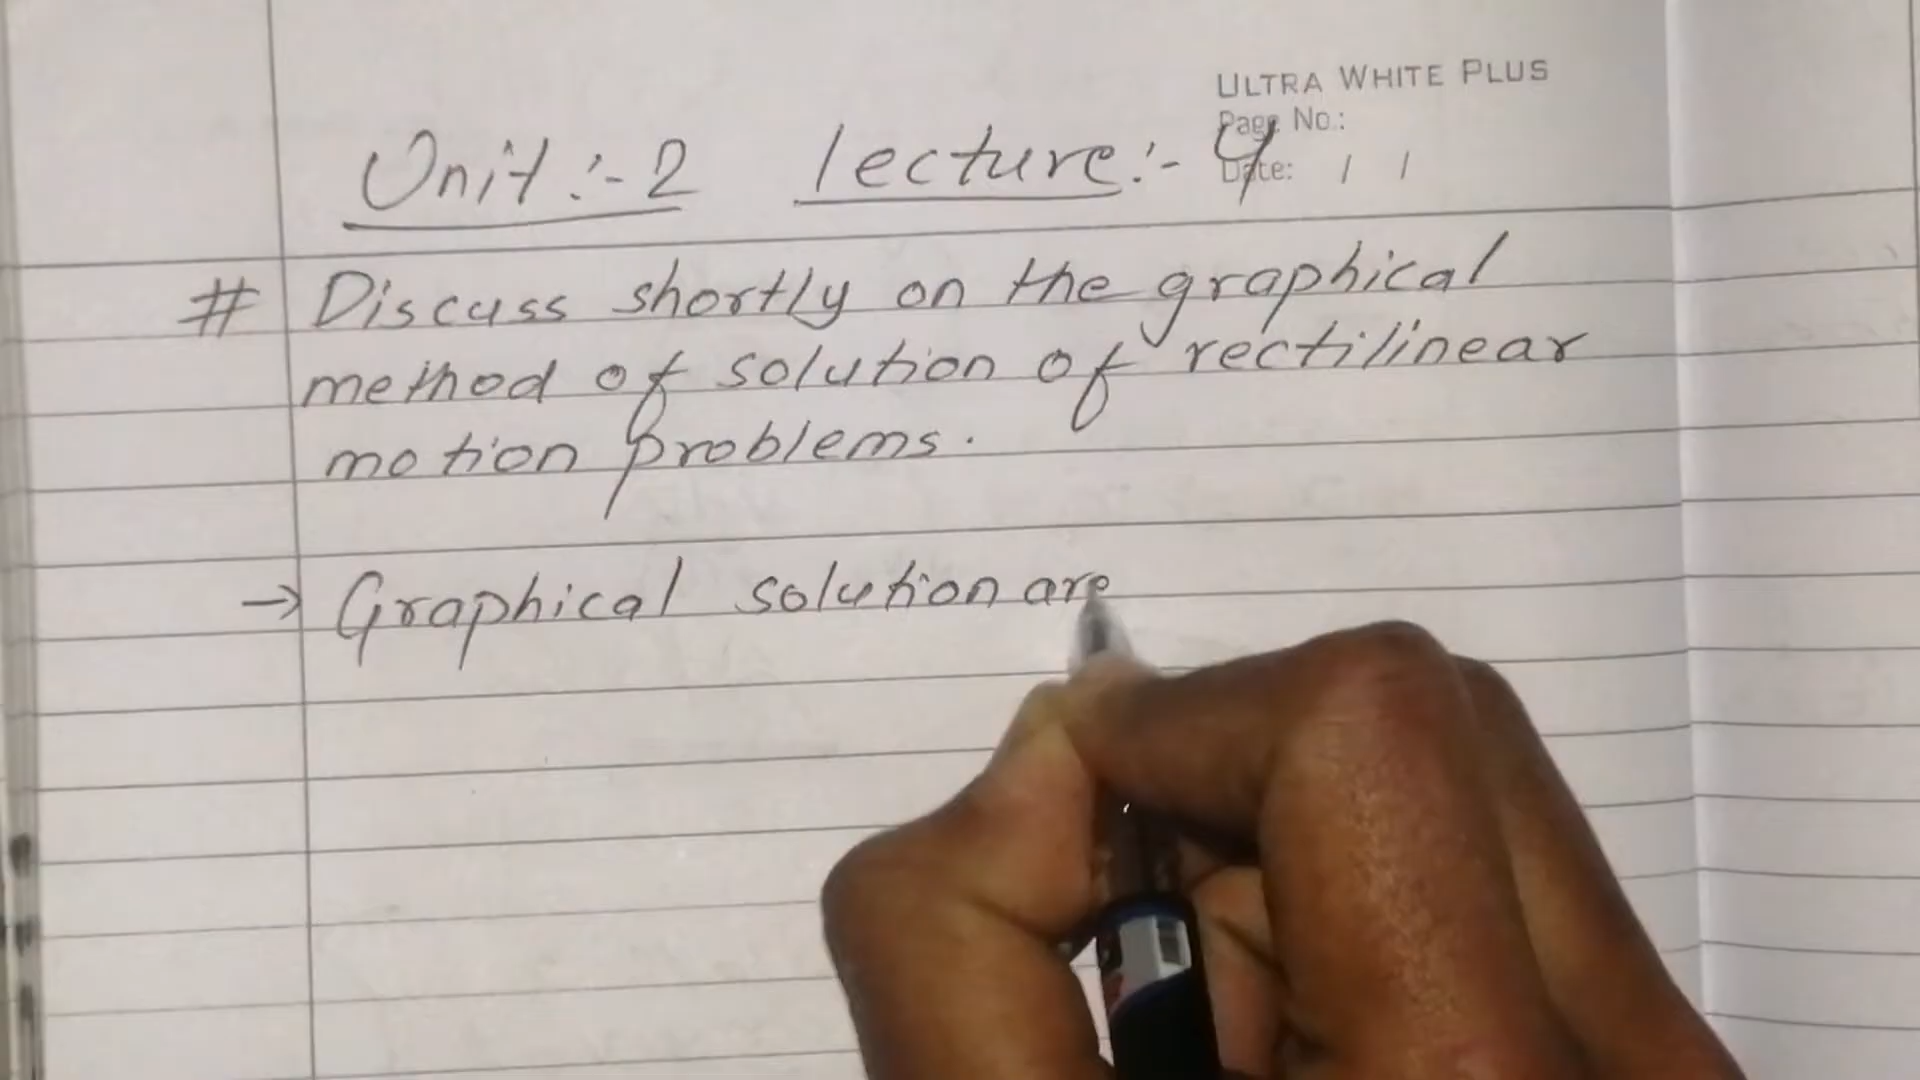 ULTRA WHITE PLUS
Page No.:
Date: / /
Unit :- 2 lecture :- 4
# Discuss shortly on the graphical
method of solution of rectilinear
motion problems.
→ Graphical solution are